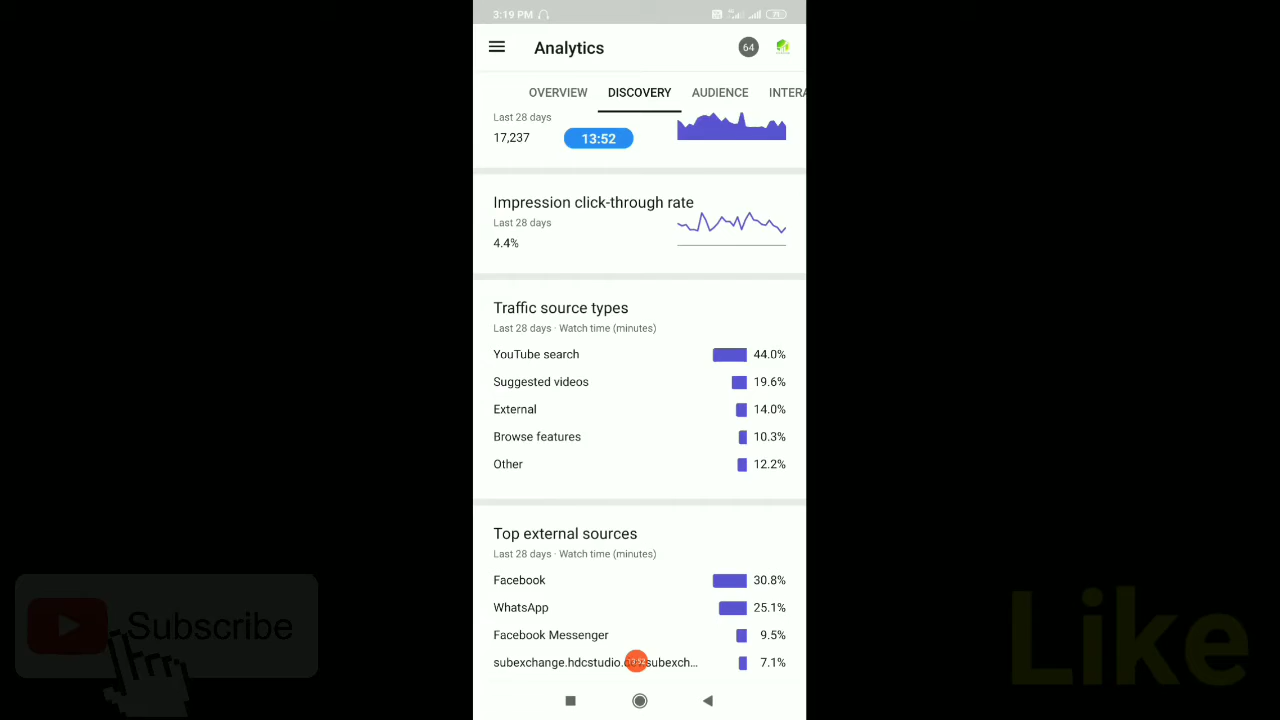 3:19 PM
Analytics
64
OVERVIEW DISCOVERY AUDIENCE INTERA
Last 28 days
17,237
13:52
Impression click-through rate
Last 28 days
4.4%
Traffic source types
Last 28 days · Watch time (minutes)
YouTube search 44.0%
Suggested videos 19.6%
External 14.0%
Browse features 10.3%
Other 12.2%
Top external sources
Last 28 days · Watch time (minutes)
Facebook 30.8%
WhatsApp 25.1%
Facebook Messenger 9.5%
subexchange.hdcstudio. subexch... 7.1%
13:52
Subscribe
Like